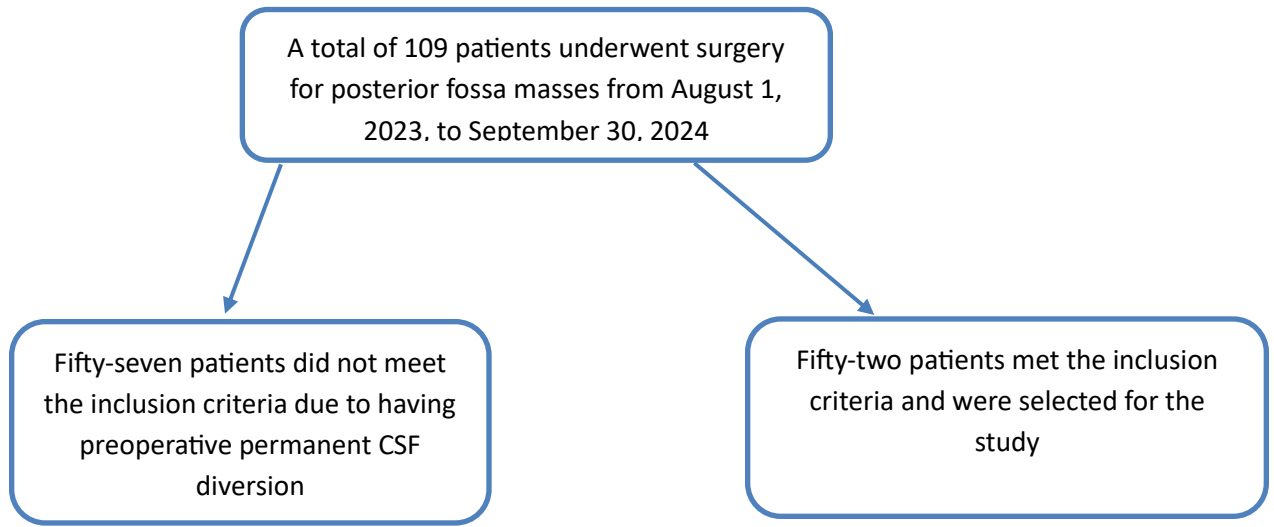 A total of 109 patients underwent surgery
for posterior fossa masses from August 1,
2023, to September 30, 2024
Fifty-seven patients did not meet
the inclusion criteria due to having
preoperative permanent CSF
diversion
Fifty-two patients met the inclusion
criteria and were selected for the
study